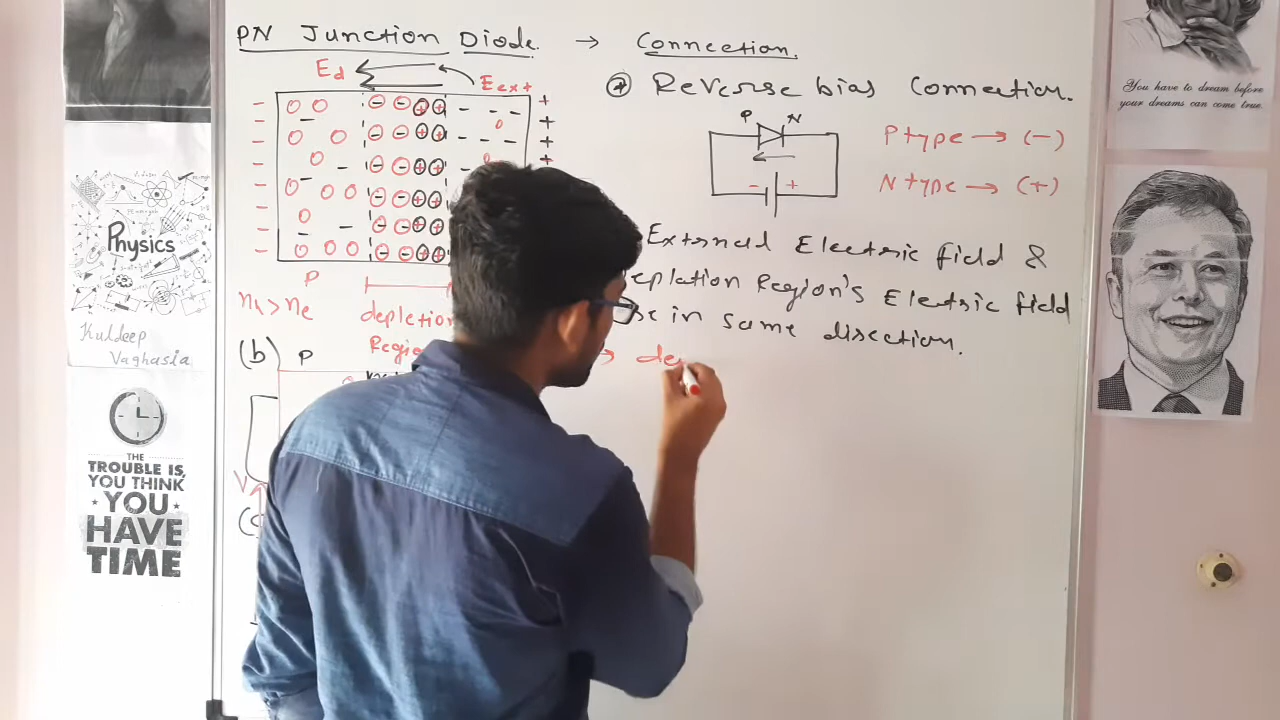 PN Junction Diode. → Connection.
Ed
Eext
* Reverse bias Connection.
P N
P type → (-)
N type → (+)
- +
External Electric field &
Region's Electric field
in same direction.
→ de
P
nh > ne
depletion
(b) P
V
You have to dream before
your dreams can come true.
Physics
Kuldeep
Vaghasia
THE
TROUBLE IS,
YOU THINK
YOU
HAVE
TIME